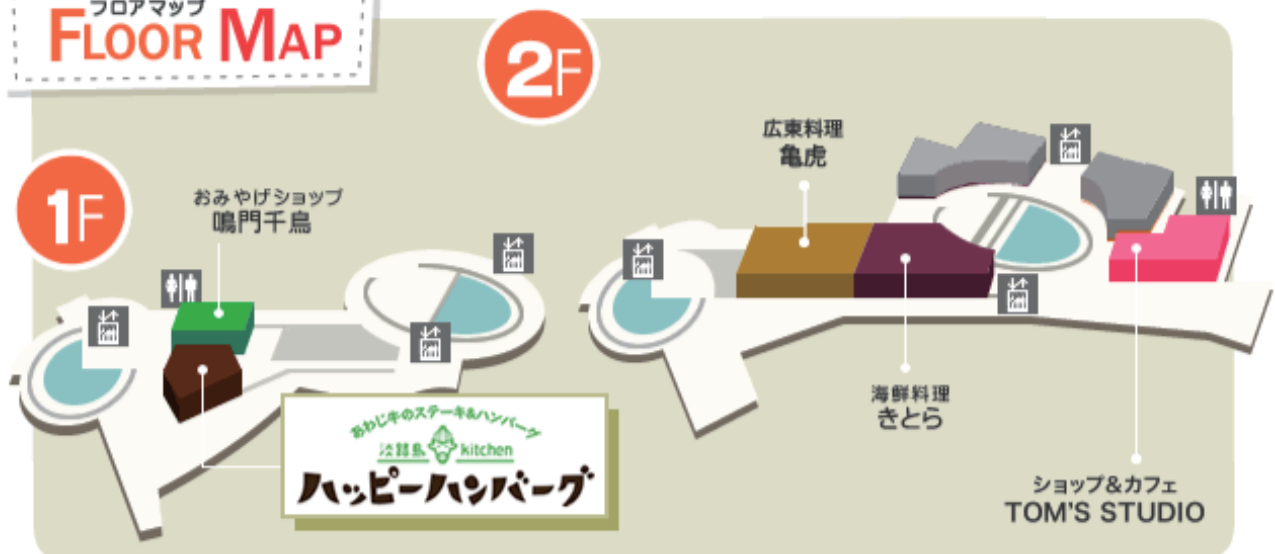 フロアマップ
FLOOR MAP
1F
おみやげショップ
鳴門千鳥
あわじ牛のステーキ&ハンバーグ
淡路島 kitchen
ハッピーハンバーグ
2F
広東料理
亀虎
海鮮料理
きとら
ショップ&カフェ
TOM'S STUDIO